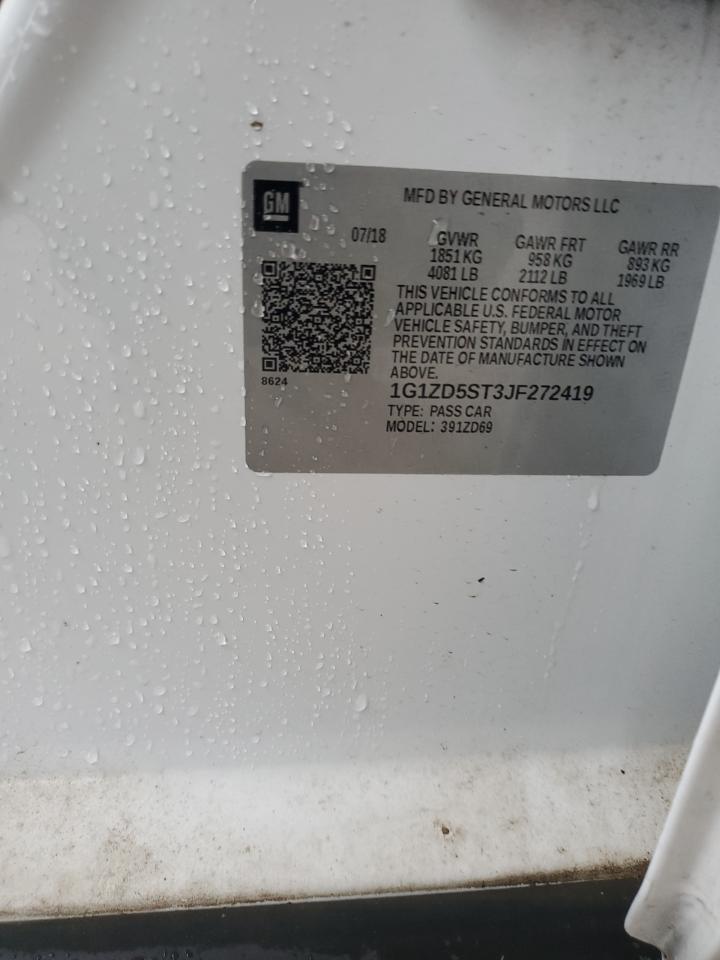 GM
MFD BY GENERAL MOTORS LLC
07/18
GVWR GAWR FRT GAWR RR
1851 KG 958 KG 893 KG
4081 LB 2112 LB 1969 LB
THIS VEHICLE CONFORMS TO ALL
APPLICABLE U.S. FEDERAL MOTOR
VEHICLE SAFETY, BUMPER, AND THEFT
PREVENTION STANDARDS IN EFFECT ON
THE DATE OF MANUFACTURE SHOWN
ABOVE.
8624
1G1ZD5ST3JF272419
TYPE: PASS CAR
MODEL: 391ZD69